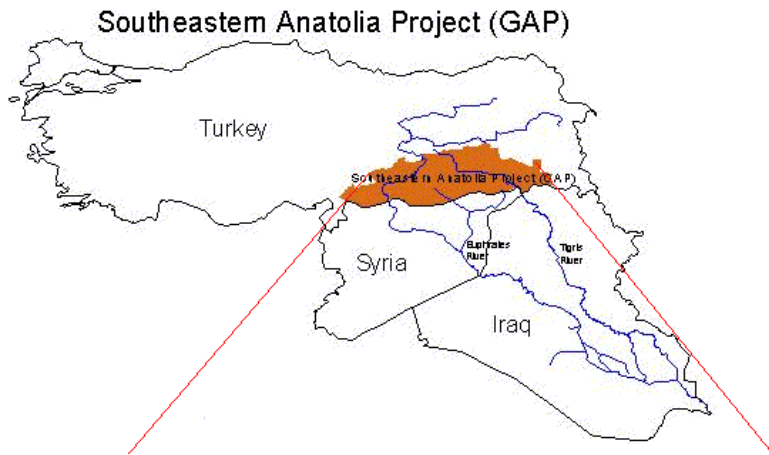 Southeastern Anatolia Project (GAP)
Turkey
Southeastern Anatolia Project (GAP)
Syria
Euphrates
River
Tigris
River
Iraq